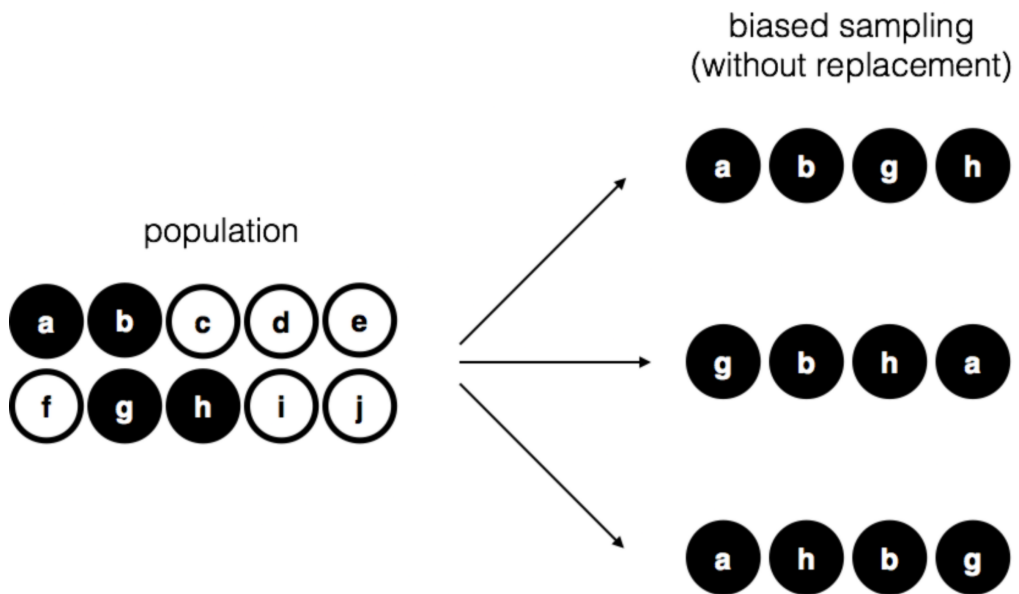 biased sampling
(without replacement)
a b g h
population
a b c d e
g b h a
f g h i j
a h b g